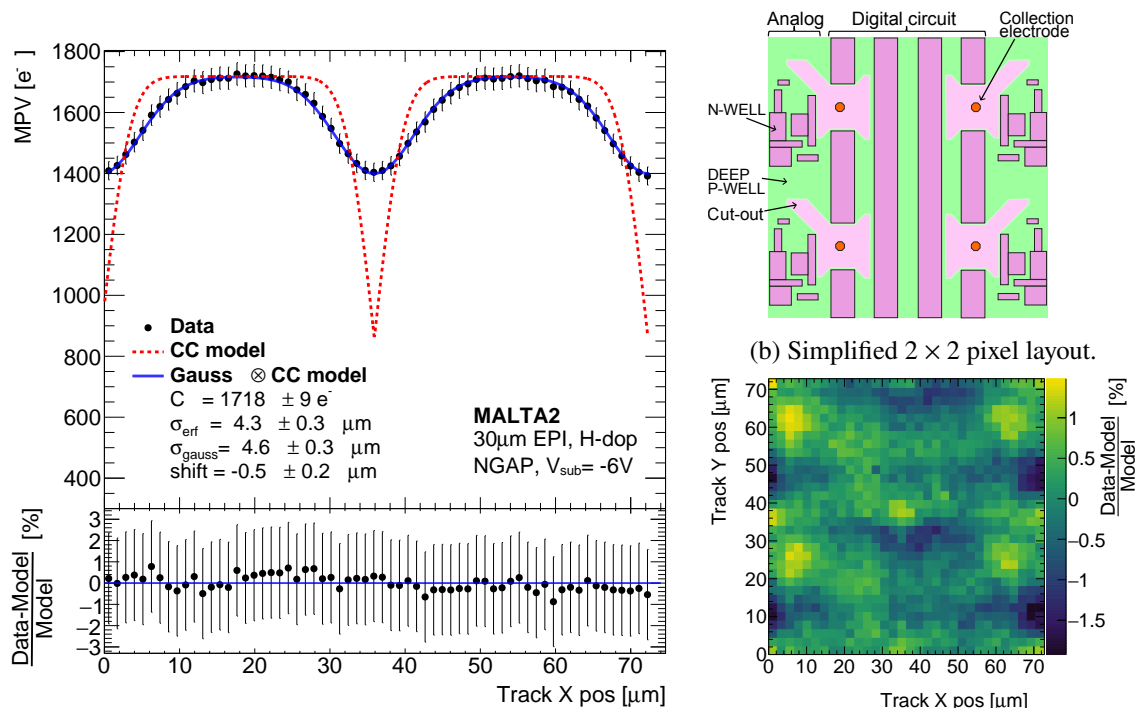 MPV [e⁻]
1800
1600
1400
1200
1000
800
600
400
Data
CC model
Gauss ⊗ CC model
C = 1718 ± 9 e⁻
σerf = 4.3 ± 0.3 μm
σgauss= 4.6 ± 0.3 μm
shift = -0.5 ± 0.2 μm
MALTA2
30μm EPI, H-dop
NGAP, Vsub= -6V
Data-Model
Model
[%]
3
2
1
0
−1
−2
−3
0 10 20 30 40 50 60 70
Track X pos [μm]
Analog
Digital circuit
Collection
electrode
N-WELL
DEEP
P-WELL
Cut-out
(b) Simplified 2 × 2 pixel layout.
Track Y pos [μm]
70
60
50
40
30
20
10
0
0 10 20 30 40 50 60 70
Track X pos [μm]
1
0.5
0
−0.5
−1
−1.5
Data-Model
Model
[%]